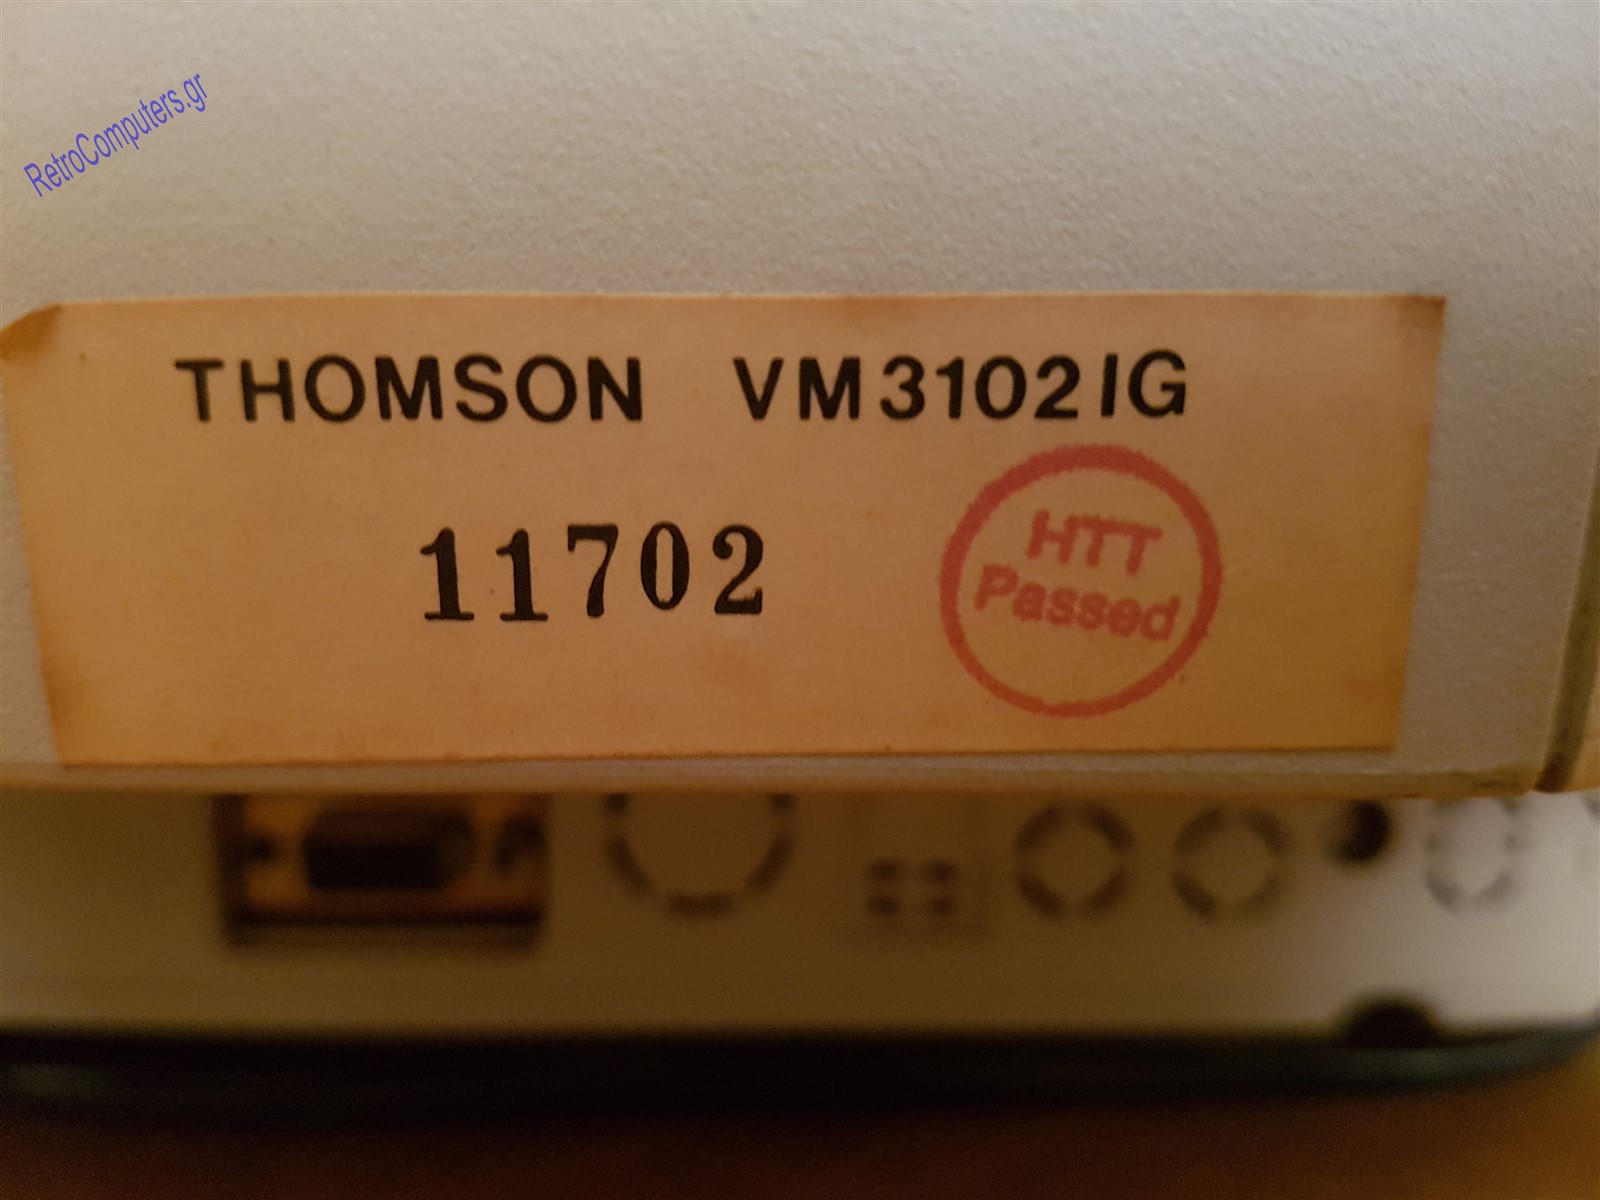 RetroComputers.gr
THOMSON VM3102IG
11702
HTT
Passed